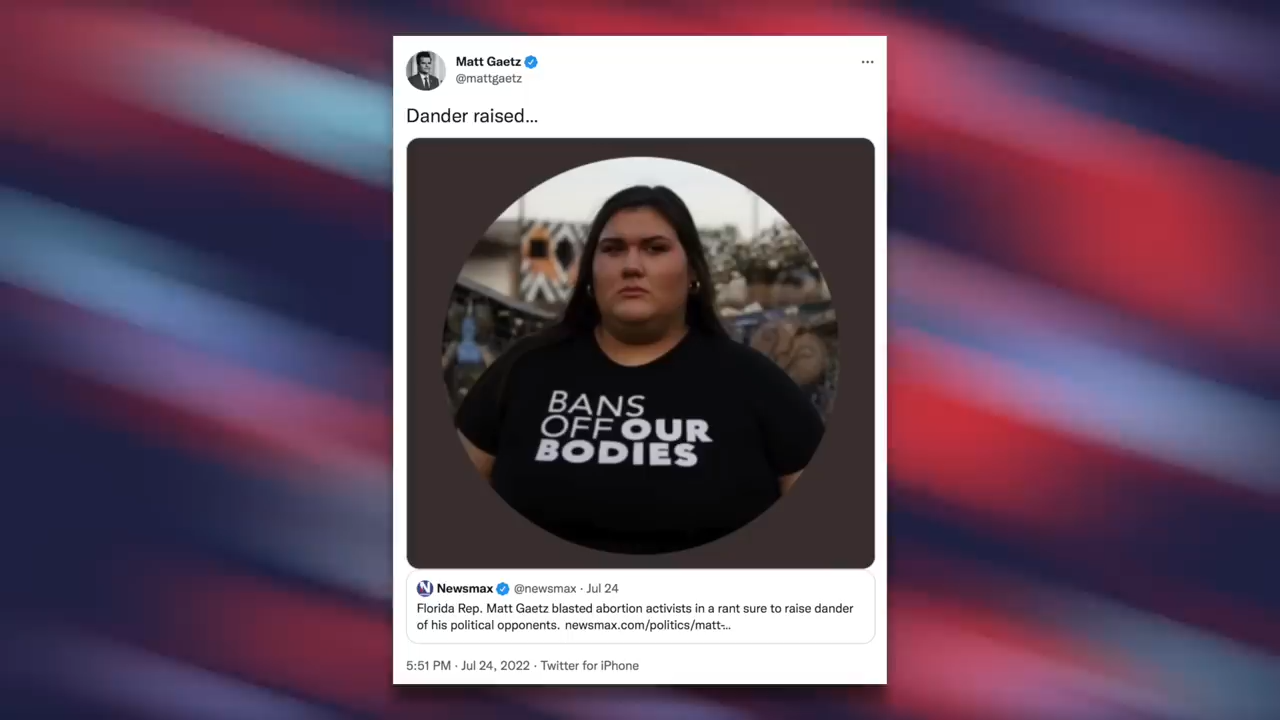 Matt Gaetz
@mattgaetz
Dander raised...
BANS
OFF OUR
BODIES
Newsmax @newsmax · Jul 24
Florida Rep. Matt Gaetz blasted abortion activists in a rant sure to raise dander
of his political opponents. newsmax.com/politics/matt-...
5:51 PM · Jul 24, 2022 · Twitter for iPhone